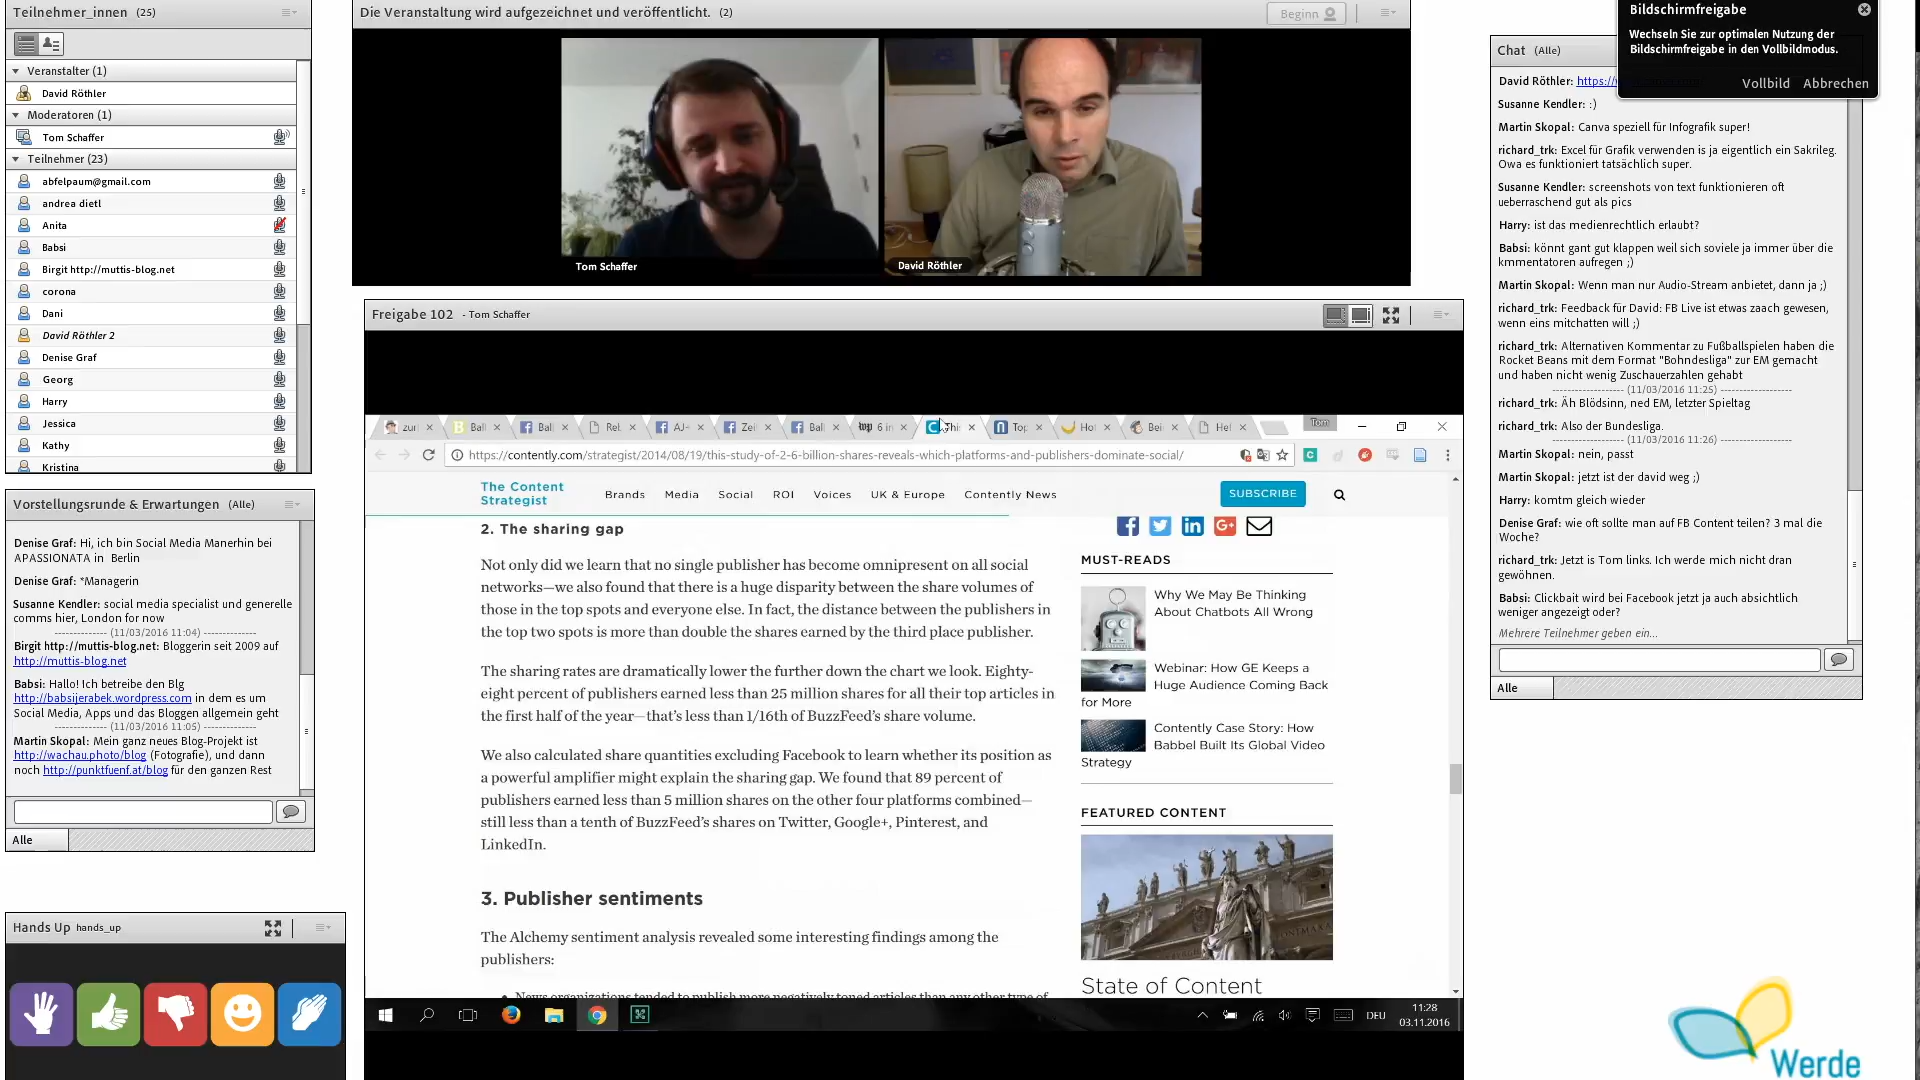 Teilnehmer_innen (25)
Veranstalter (1)
David Röthler
Moderatoren (1)
Tom Schaffer
Teilnehmer (23)
abfelpaum@gmail.com
andrea dietl
Anita
Babsi
Birgit http://muttis-blog.net
corona
Dani
David Röthler 2
Denise Graf
Georg
Harry
Jessica
Kathy
Kristina
Vorstellungsrunde & Erwartungen (Alle)
Denise Graf: Hi, ich bin Social Media Manerhin bei
APASSIONATA in Berlin
Denise Graf: *Managerin
Susanne Kendler: social media specialist und generelle
comms hier, London for now
------------------ (11/03/2016 11:04) ------------------
Birgit http://muttis-blog.net: Bloggerin seit 2009 auf
http://muttis-blog.net
Babsi: Hallo! Ich betreibe den Blg
http://babsijerabek.wordpress.com in dem es um
Social Media, Apps und das Bloggen allgemein geht
------------------ (11/03/2016 11:05) ------------------
Martin Skopal: Mein ganz neues Blog-Projekt ist
http://wachau.photo/blog (Fotografie), und dann
noch http://punktfuenf.at/blog für den ganzen Rest
Alle
Hands Up hands_up
Die Veranstaltung wird aufgezeichnet und veröffentlicht. (2)
Beginn
Tom Schaffer
David Röthler
Freigabe 102 - Tom Schaffer
zur
Ball
Ball
Rel
AJ+
Zei
Ball
wp 6 in
Thi
Top
Hot
Bei
Hel
Tom
https://contently.com/strategist/2014/08/19/this-study-of-2-6-billion-shares-reveals-which-platforms-and-publishers-dominate-social/
The Content
Strategist
Brands Media Social ROI Voices UK & Europe Contently News
SUBSCRIBE
2. The sharing gap
Not only did we learn that no single publisher has become omnipresent on all social
networks—we also found that there is a huge disparity between the share volumes of
those in the top spots and everyone else. In fact, the distance between the publishers in
the top two spots is more than double the shares earned by the third place publisher.
The sharing rates are dramatically lower the further down the chart we look. Eighty-
eight percent of publishers earned less than 25 million shares for all their top articles in
the first half of the year—that's less than 1/16th of BuzzFeed's share volume.
We also calculated share quantities excluding Facebook to learn whether its position as
a powerful amplifier might explain the sharing gap. We found that 89 percent of
publishers earned less than 5 million shares on the other four platforms combined—
still less than a tenth of BuzzFeed's shares on Twitter, Google+, Pinterest, and
LinkedIn.
3. Publisher sentiments
The Alchemy sentiment analysis revealed some interesting findings among the
publishers:
• News organizations tended to publish more negatively toned articles than any other type of
MUST-READS
Why We May Be Thinking
About Chatbots All Wrong
Webinar: How GE Keeps a
Huge Audience Coming Back
for More
Contently Case Story: How
Babbel Built Its Global Video
Strategy
FEATURED CONTENT
State of Content
DEU
11:28
03.11.2016
Bildschirmfreigabe
Wechseln Sie zur optimalen Nutzung der
Bildschirmfreigabe in den Vollbildmodus.
Vollbild Abbrechen
Chat (Alle)
David Röthler: https://
Susanne Kendler: :)
Martin Skopal: Canva speziell für Infografik super!
richard_trk: Excel für Grafik verwenden is ja eigentlich ein Sakrileg.
Owa es funktioniert tatsächlich super.
Susanne Kendler: screenshots von text funktionieren oft
ueberraschend gut als pics
Harry: ist das medienrechtlich erlaubt?
Babsi: könnt gant gut klappen weil sich soviele ja immer über die
kmmentatoren aufregen ;)
Martin Skopal: Wenn man nur Audio-Stream anbietet, dann ja ;)
richard_trk: Feedback für David: FB Live ist etwas zaach gewesen,
wenn eins mitchatten will ;)
richard_trk: Alternativen Kommentar zu Fußballspielen haben die
Rocket Beans mit dem Format "Bohndesliga" zur EM gemacht
und haben nicht wenig Zuschauerzahlen gehabt
------------------ (11/03/2016 11:25) ------------------
richard_trk: Äh Blödsinn, ned EM, letzter Spieltag
richard_trk: Also der Bundesliga.
------------------ (11/03/2016 11:26) ------------------
Martin Skopal: nein, passt
Martin Skopal: jetzt ist der david weg ;)
Harry: komtm gleich wieder
Denise Graf: wie oft sollte man auf FB Content teilen? 3 mal die
Woche?
richard_trk: Jetzt is Tom links. Ich werde mich nicht dran
gewöhnen.
Babsi: Clickbait wird bei Facebook jetzt ja auch absichtlich
weniger angezeigt oder?
Mehrere Teilnehmer geben ein...
Alle
Werde